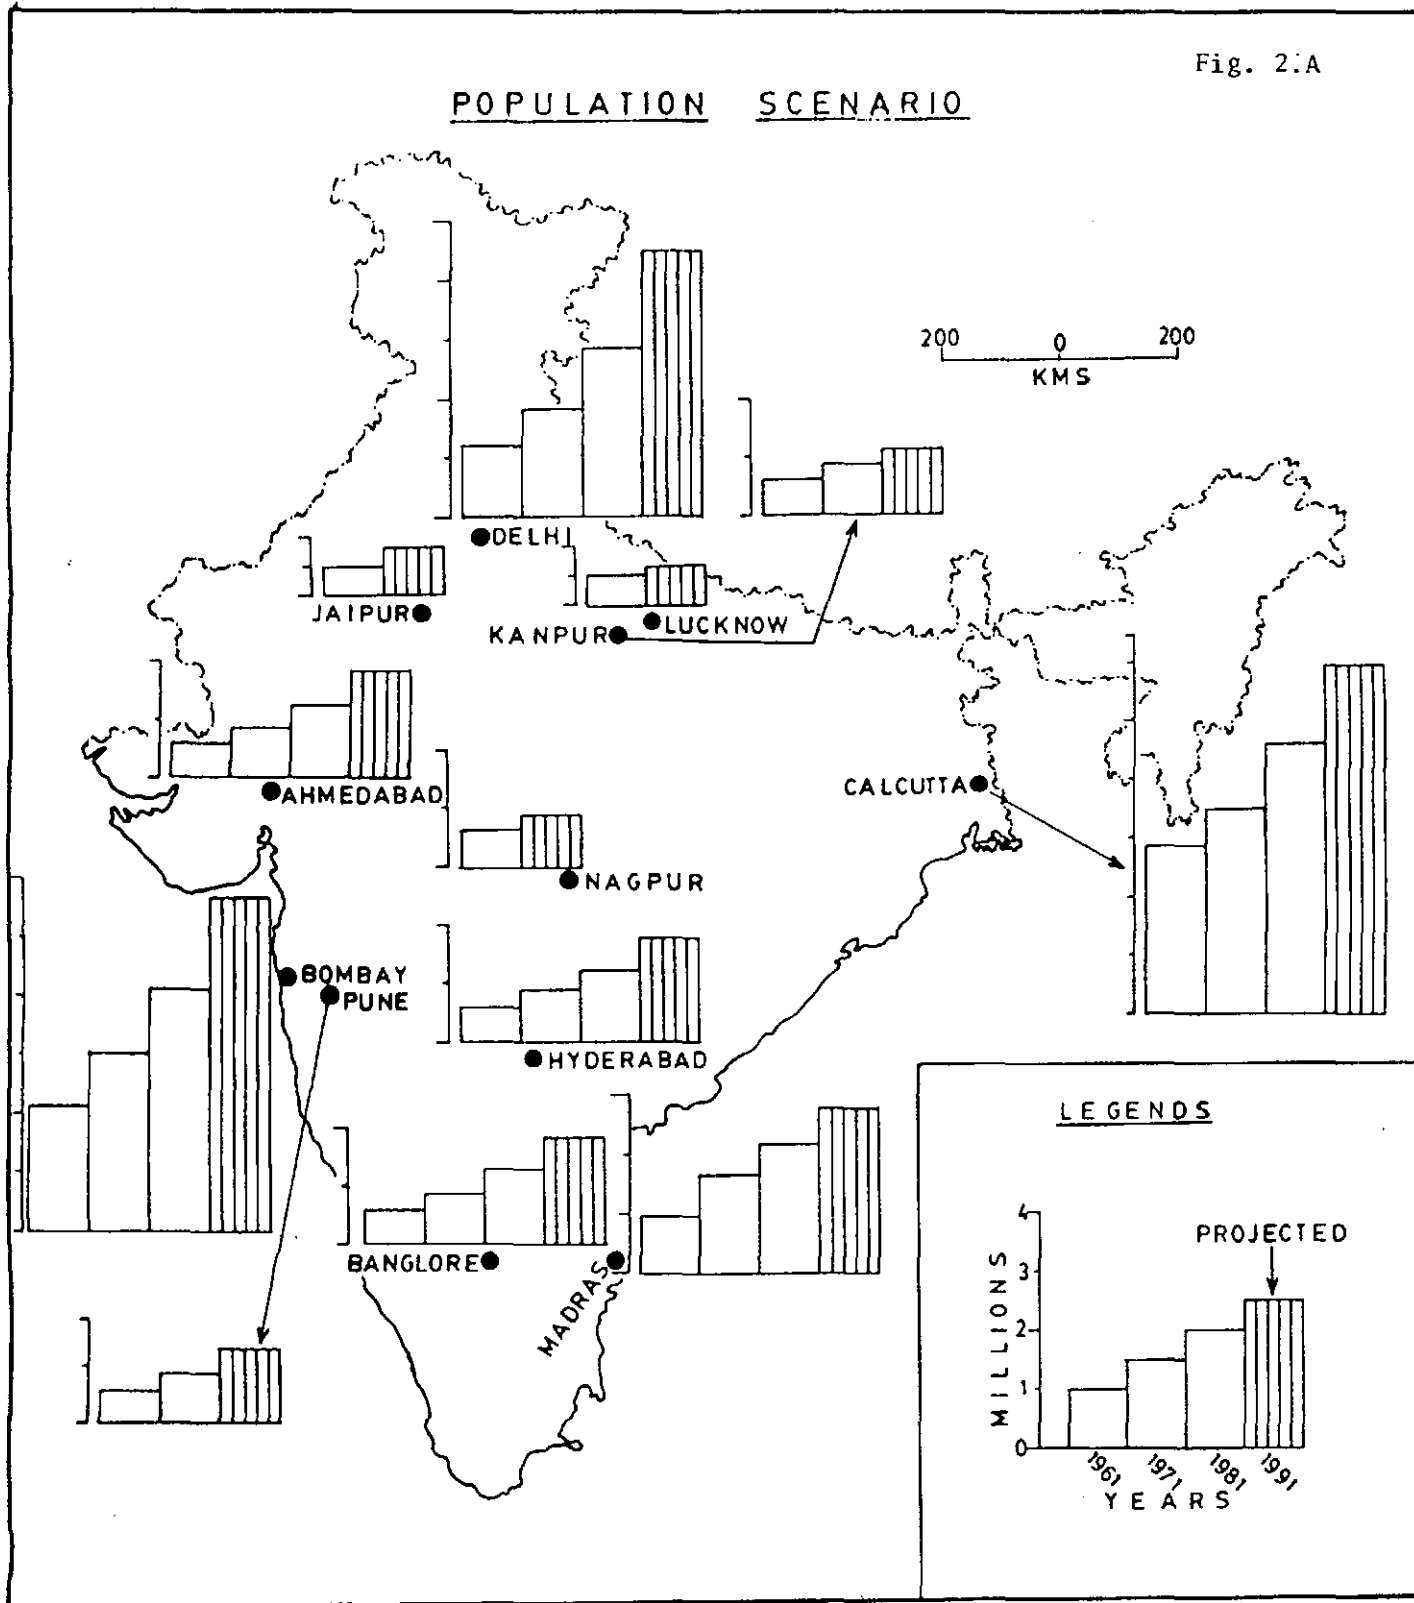 Fig. 2.A
POPULATION SCENARIO
200 0 200
KMS
DELHI
JAIPUR
LUCKNOW
KANPUR
AHMEDABAD
CALCUTTA
NAGPUR
BOMBAY
PUNE
HYDERABAD
BANGLORE
MADRAS
LEGENDS
PROJECTED
4
3
2
1
0
MILLIONS
1961 1971 1981 1991
YEARS